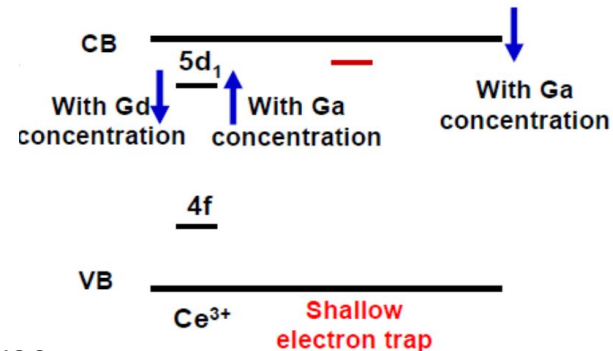 CB
5d1
With Gd
concentration
With Ga
concentration
With Ga
concentration
4f
VB
Ce3+
Shallow
electron trap